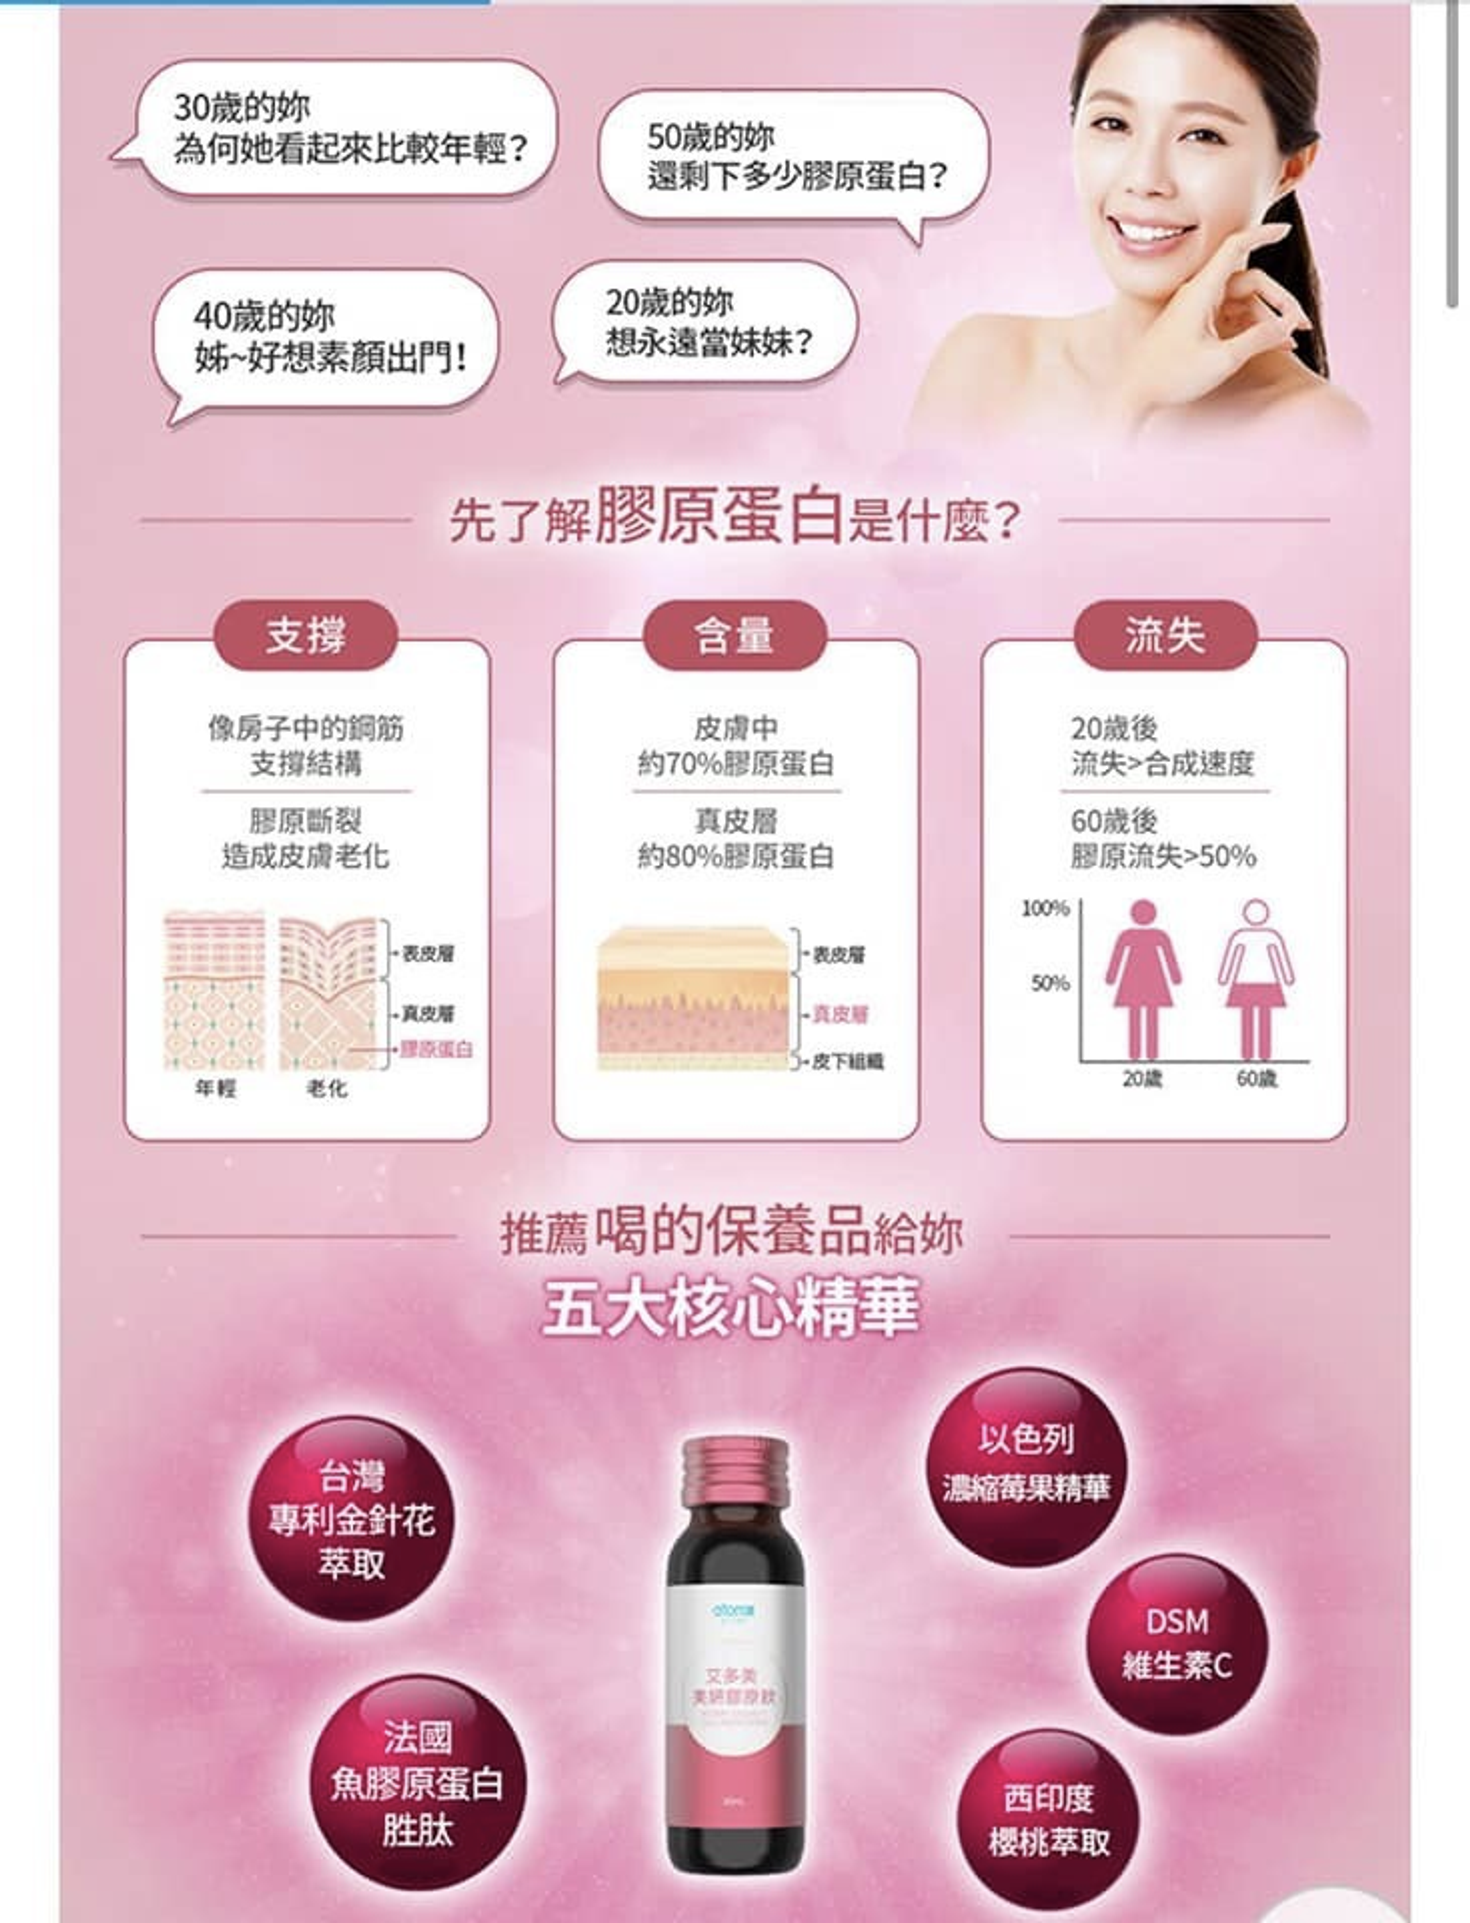 30歲的妳
為何她看起來比較年輕？
50歲的妳
還剩下多少膠原蛋白？
40歲的妳
姊~好想素顏出門！
20歲的妳
想永遠當妹妹？
先了解膠原蛋白是什麼？
支撐
像房子中的鋼筋
支撐結構
膠原斷裂
造成皮膚老化
表皮層
真皮層
膠原蛋白
年輕
老化
含量
皮膚中
約70%膠原蛋白
真皮層
約80%膠原蛋白
表皮層
真皮層
皮下組織
流失
20歲後
流失>合成速度
60歲後
膠原流失>50%
100%
50%
20歲
60歲
推薦喝的保養品給妳
五大核心精華
台灣
專利金針花
萃取
法國
魚膠原蛋白
胜肽
以色列
濃縮莓果精華
DSM
維生素C
西印度
櫻桃萃取
艾多美
美妍膠原飲